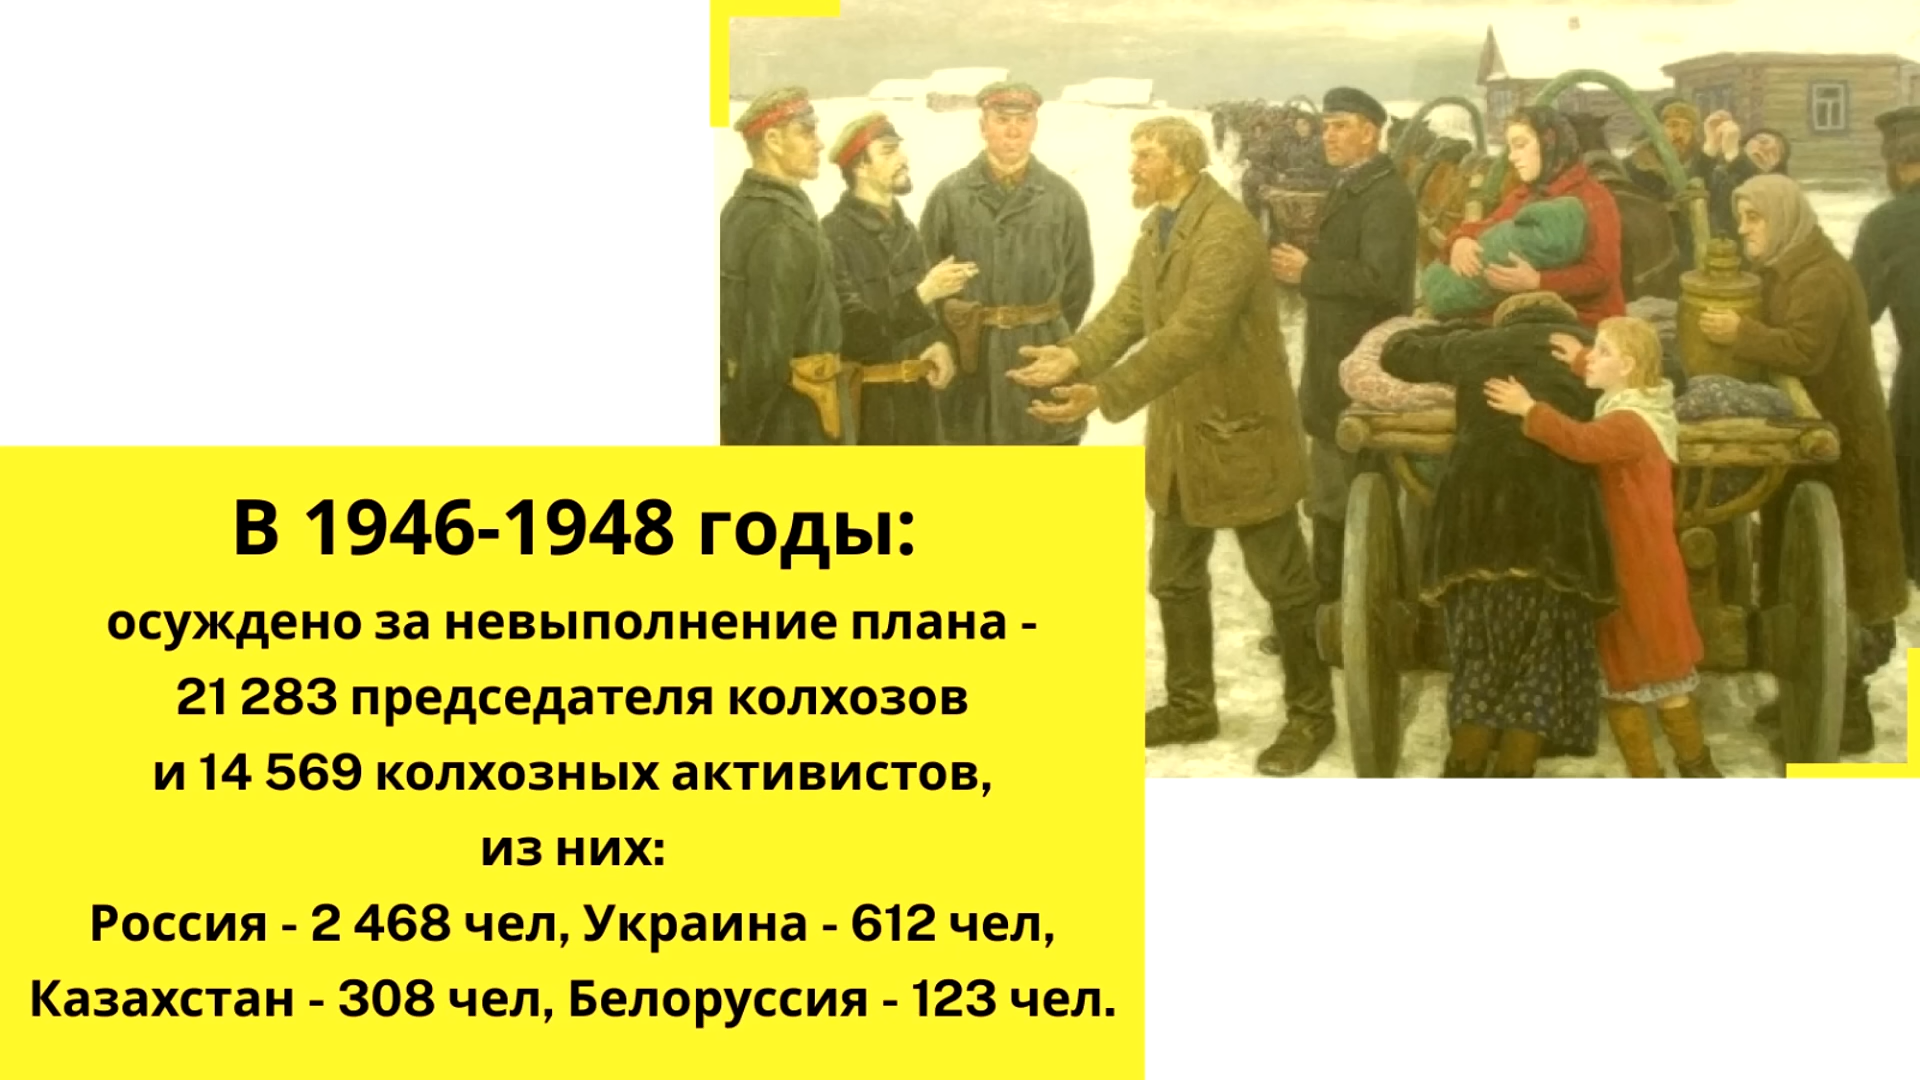 В 1946-1948 годы:
осуждено за невыполнение плана -
21 283 председателя колхозов
и 14 569 колхозных активистов,
из них:
Россия - 2 468 чел, Украина - 612 чел,
Казахстан - 308 чел, Белоруссия - 123 чел.